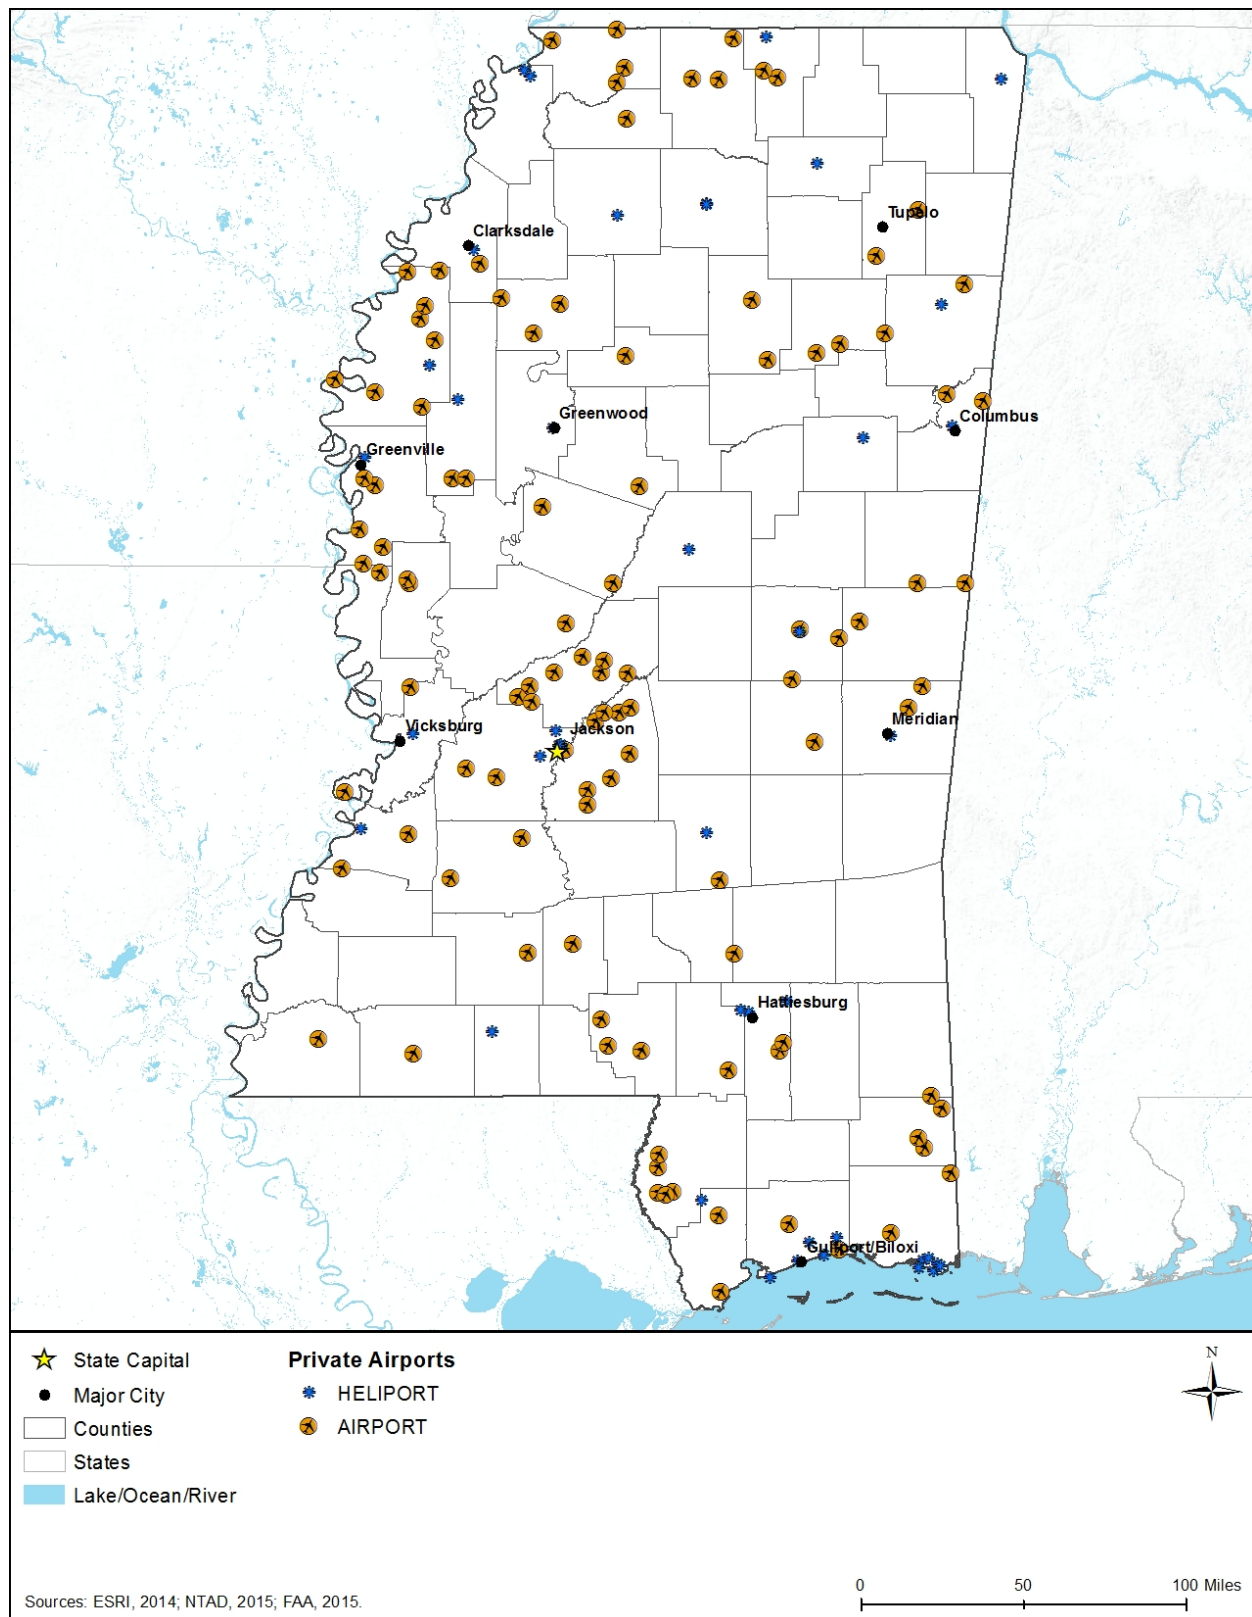 Tupelo
Clarksdale
Greenwood
Columbus
Greenville
Meridian
Vicksburg
Jackson
Hattiesburg
Gulfport/Biloxi
State Capital
Major City
Counties
States
Lake/Ocean/River
Private Airports
HELIPORT
AIRPORT
N
0 50 100 Miles
Sources: ESRI, 2014; NTAD, 2015; FAA, 2015.